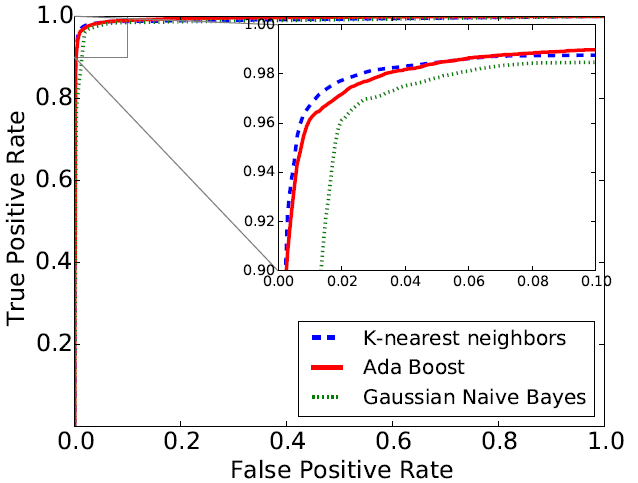 1.0
0.8
0.6
0.4
0.2
True Positive Rate
1.00
0.98
0.96
0.94
0.92
0.90
0.00 0.02 0.04 0.06 0.08 0.10
K-nearest neighbors
Ada Boost
Gaussian Naive Bayes
0.0 0.2 0.4 0.6 0.8 1.0
False Positive Rate